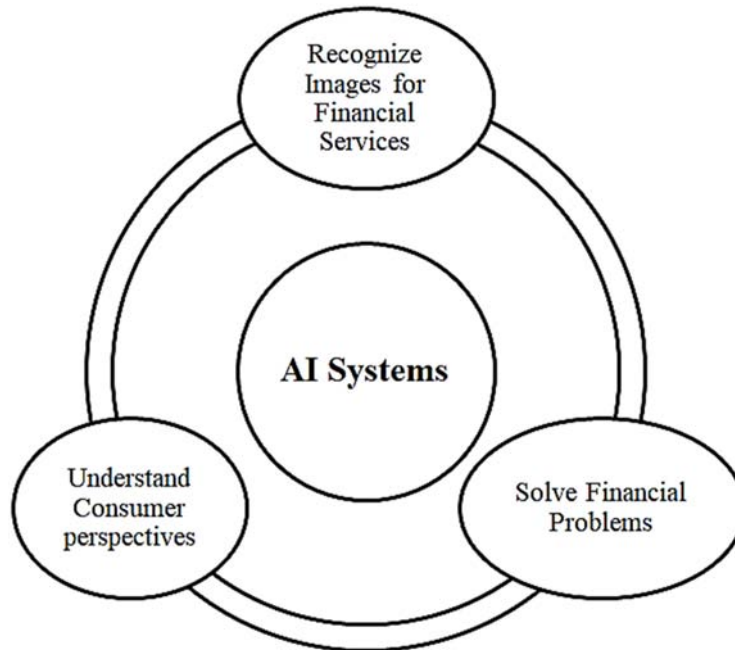 Recognize
Images for
Financial
Services
AI Systems
Understand
Consumer
perspectives
Solve Financial
Problems